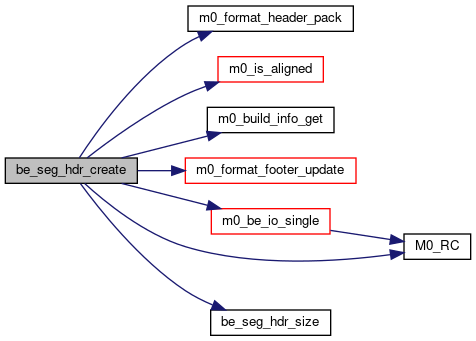 m0_format_header_pack
m0_is_aligned
m0_build_info_get
be_seg_hdr_create
m0_format_footer_update
m0_be_io_single
M0_RC
be_seg_hdr_size